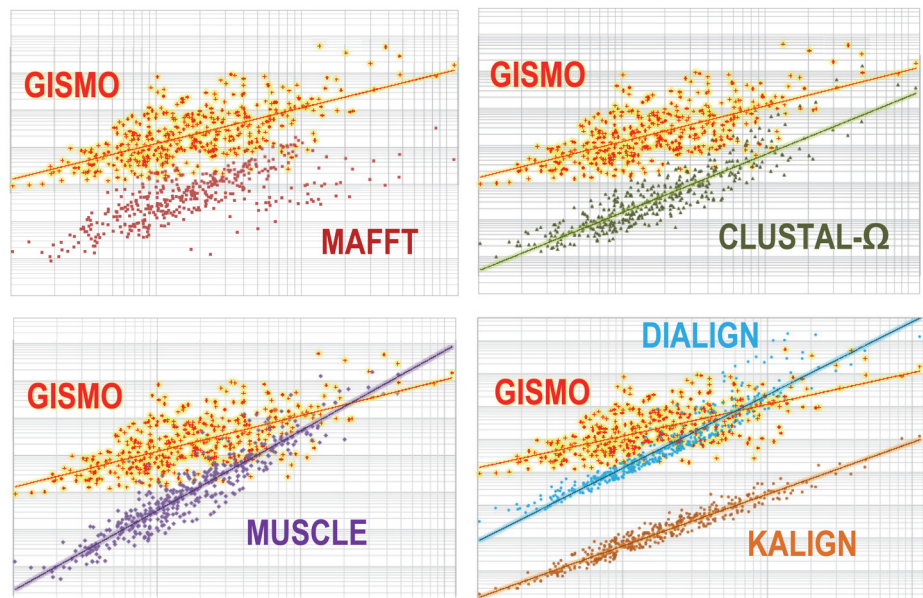 GISMO
MAFFT
GISMO
CLUSTAL-Ω
GISMO
MUSCLE
DIALIGN
GISMO
KALIGN